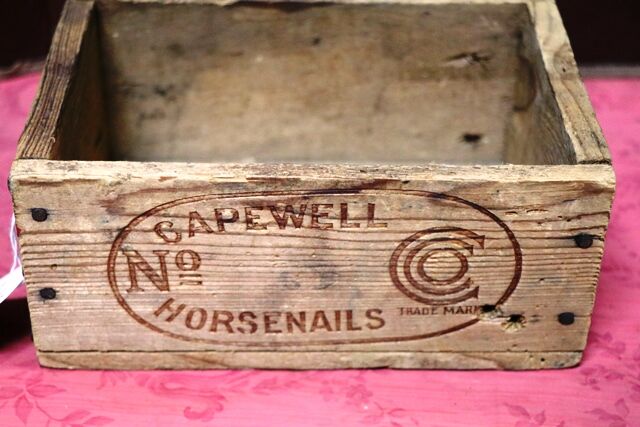 CAPEWELL
Nº
HORSENAILS
TRADE MARK